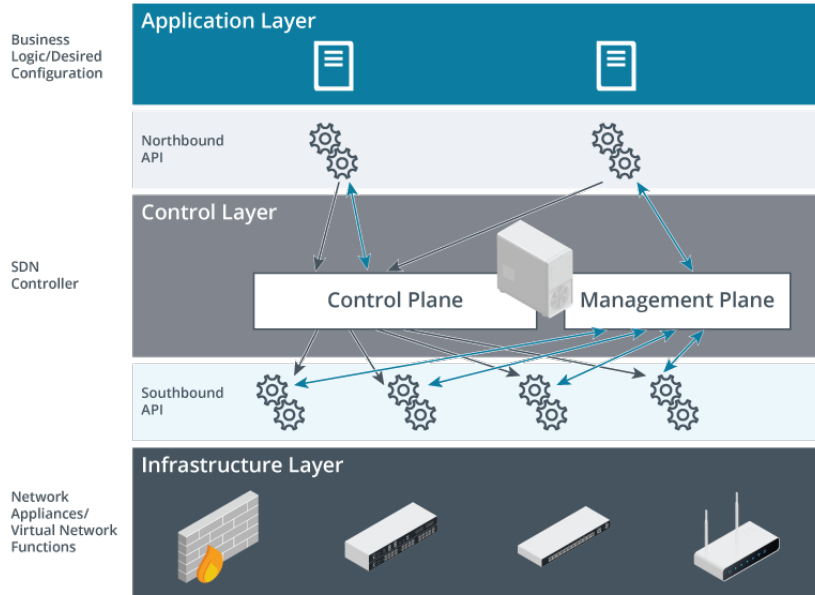 Application Layer
Business
Logic/Desired
Configuration
Northbound
API
Control Layer
SDN
Controller
Control Plane
Management Plane
Southbound
API
Infrastructure Layer
Network
Appliances/
Virtual Network
Functions